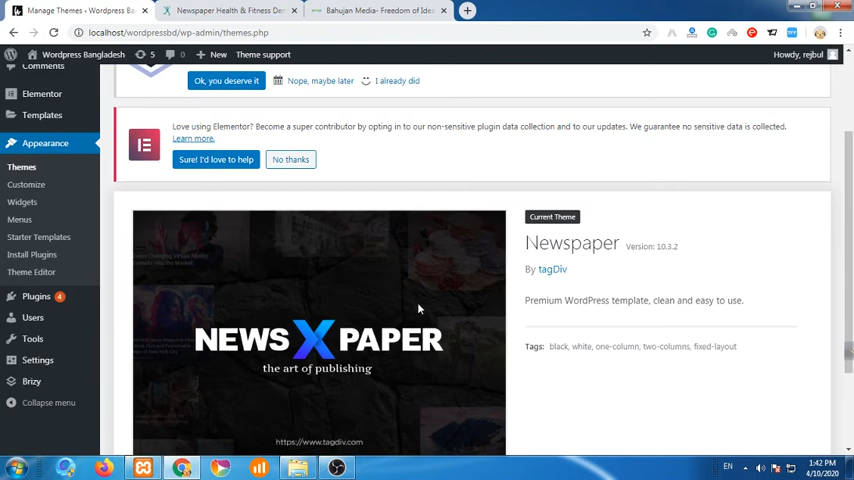 Manage Themes ‹ Wordpress Ba
Newspaper Health & Fitness De
Bahujan Media- Freedom of Idea
localhost/wordpressbd/wp-admin/themes.php
Wordpress Bangladesh
5
0
New
Theme support
Howdy, rejbul
Comments
Elementor
Templates
Appearance
Themes
Customize
Widgets
Menus
Starter Templates
Install Plugins
Theme Editor
Plugins 4
Users
Tools
Settings
Brizy
Collapse menu
Ok, you deserve it
Nope, maybe later
I already did
Love using Elementor? Become a super contributor by opting in to our non-sensitive plugin data collection and to our updates. We guarantee no sensitive data is collected.
Learn more.
Sure! I'd love to help
No thanks
NEWS X PAPER
the art of publishing
https://www.tagdiv.com
Current Theme
Newspaper Version: 10.3.2
By tagDiv
Premium WordPress template, clean and easy to use.
Tags: black, white, one-column, two-columns, fixed-layout
EN
1:42 PM
4/10/2020